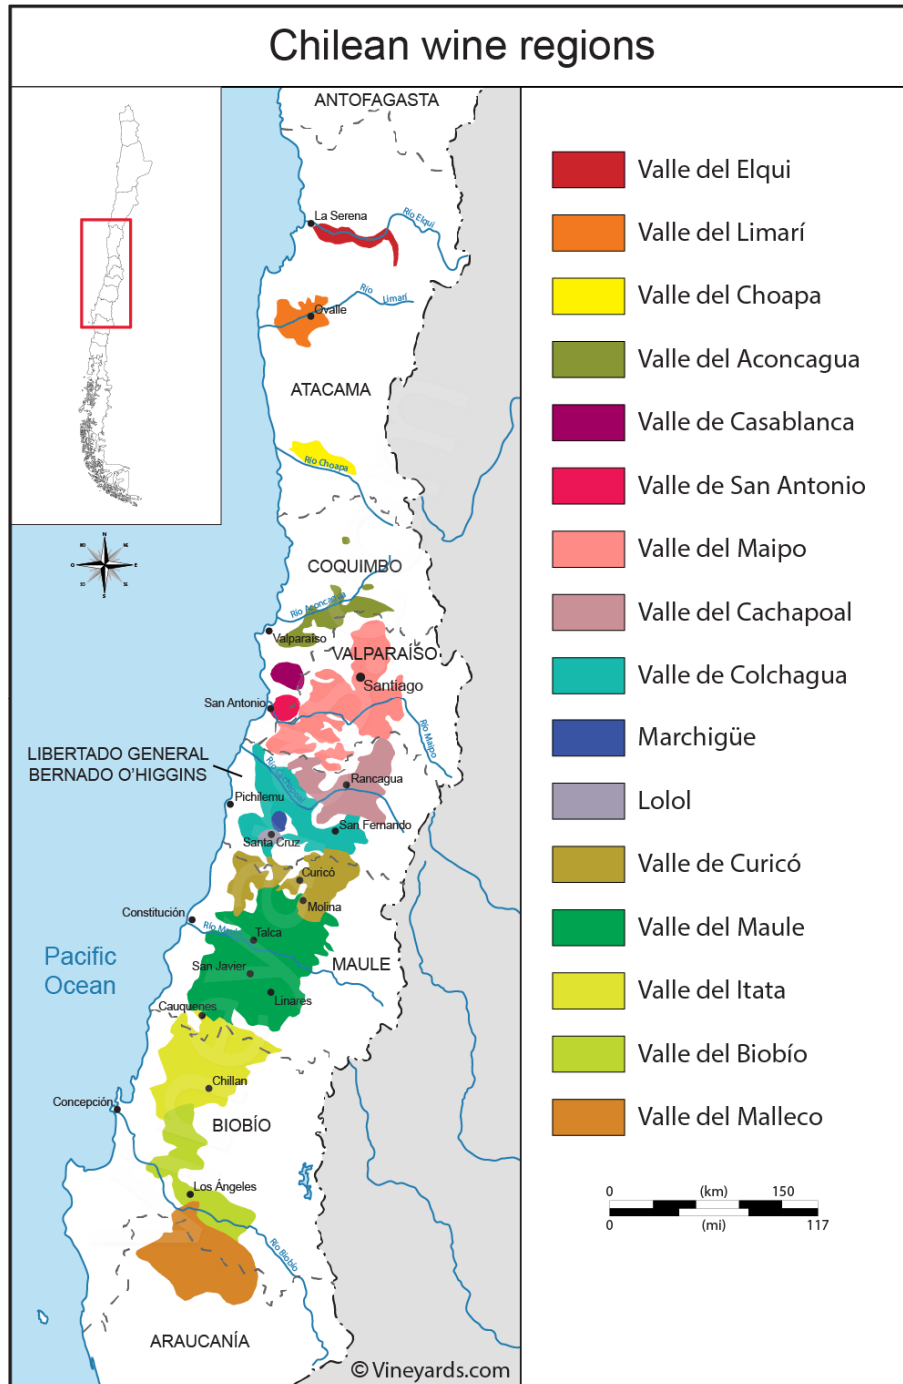 Chilean wine regions
ANTOFAGASTA
La Serena
Río Elqui
Río
Limarí
Ovalle
ATACAMA
Río Choapa
COQUIMBO
Río Aconcagua
Valparaíso
VALPARAÍSO
Santiago
San Antonio
Río Maipo
LIBERTADO GENERAL
BERNADO O'HIGGINS
Río Cachapoal
Rancagua
Pichilemu
San Fernando
Santa Cruz
Curicó
Molina
Constitución
Talca
MAULE
San Javier
Linares
Pacific
Ocean
Cauquenes
Chillan
Concepción
BIOBÍO
Los Ángeles
Río Biobío
ARAUCANÍA
© Vineyards.com
N
E
S
O
Valle del Elqui
Valle del Limarí
Valle del Choapa
Valle del Aconcagua
Valle de Casablanca
Valle de San Antonio
Valle del Maipo
Valle del Cachapoal
Valle de Colchagua
Marchigüe
Lolol
Valle de Curicó
Valle del Maule
Valle del Itata
Valle del Biobío
Valle del Malleco
0 (km) 150
0 (mi) 117